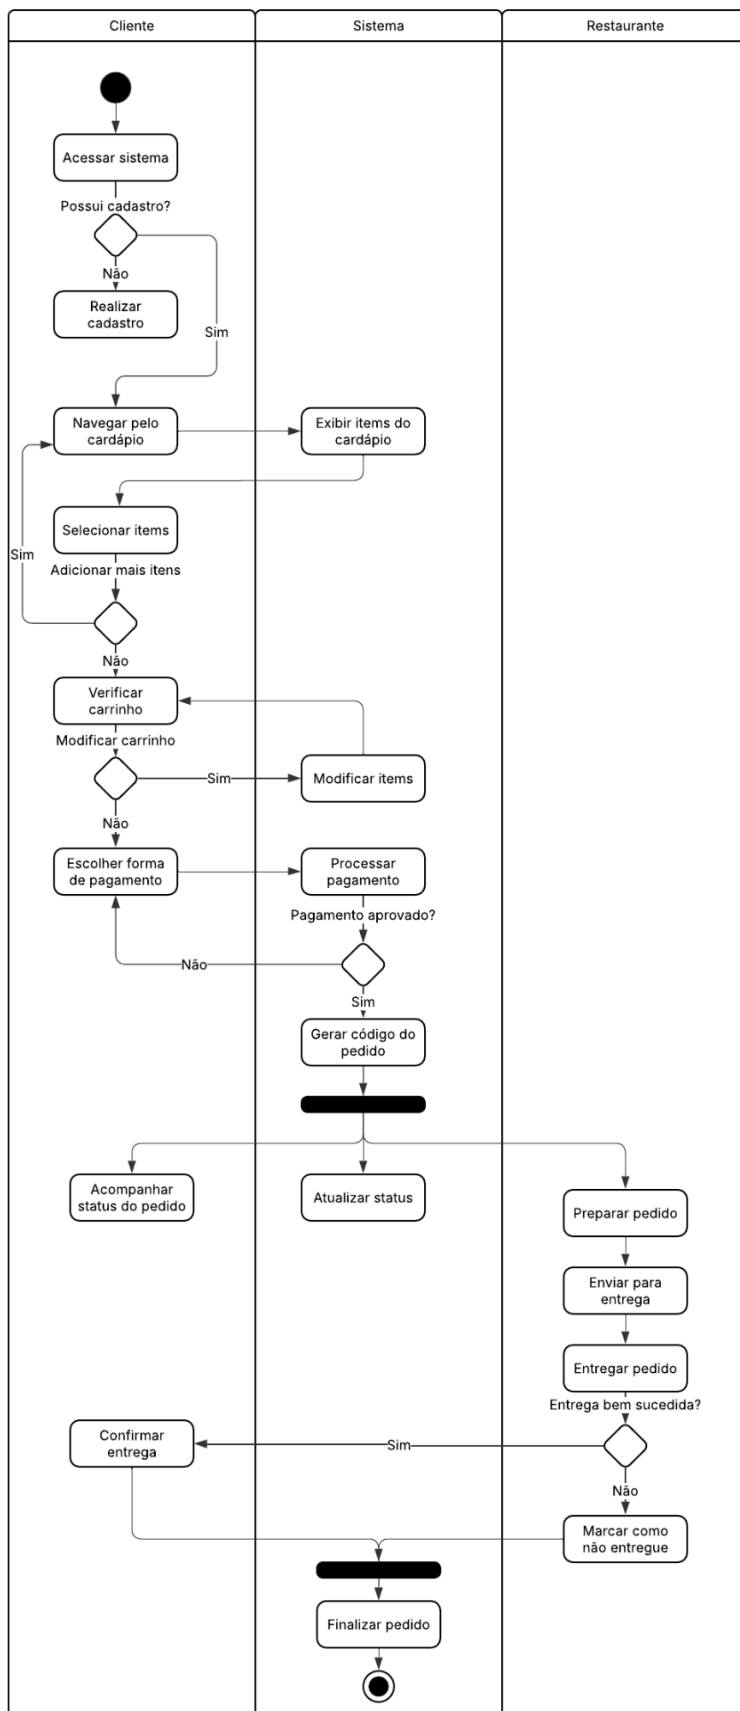 Cliente
Sistema
Restaurante
Acessar sistema
Possui cadastro?
Não
Realizar
cadastro
Sim
Navegar pelo
cardápio
Exibir items do
cardápio
Selecionar items
Sim
Adicionar mais itens
Não
Verificar
carrinho
Modificar carrinho
Sim
Modificar items
Não
Escolher forma
de pagamento
Processar
pagamento
Pagamento aprovado?
Não
Sim
Gerar código do
pedido
Acompanhar
status do pedido
Atualizar status
Preparar pedido
Enviar para
entrega
Entregar pedido
Entrega bem sucedida?
Confirmar
entrega
Sim
Não
Marcar como
não entregue
Finalizar pedido